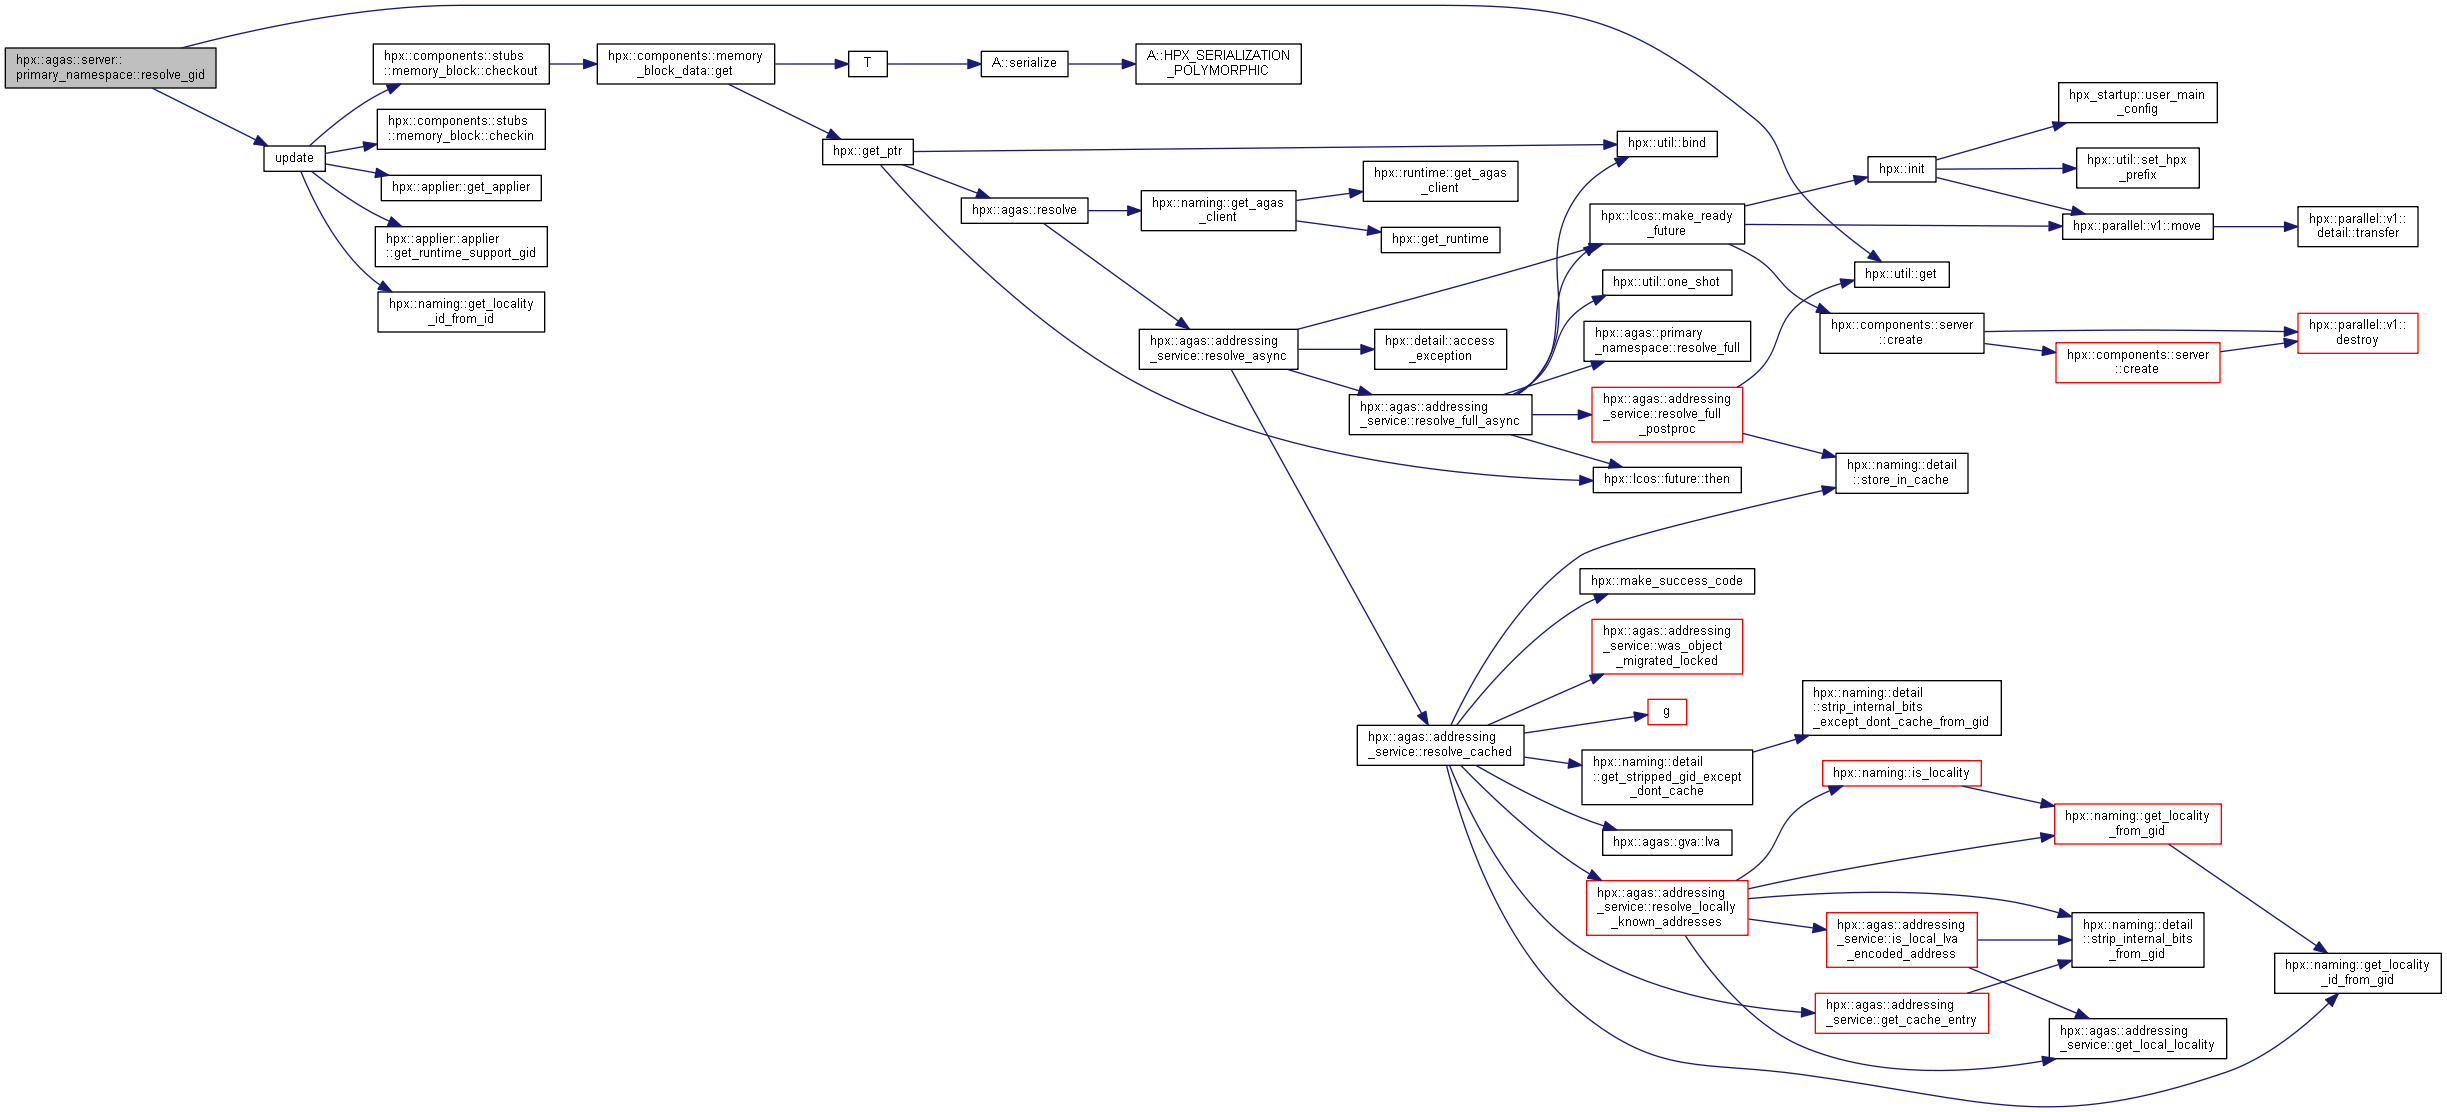 hpx::agas::server::
primary_namespace::resolve_gid
update
hpx::components::stubs
::memory_block::checkout
hpx::components::stubs
::memory_block::checkin
hpx::applier::get_applier
hpx::applier::applier
::get_runtime_support_gid
hpx::naming::get_locality
_id_from_id
hpx::components::memory
_block_data::get
T
A::serialize
A::HPX_SERIALIZATION
_POLYMORPHIC
hpx::get_ptr
hpx::agas::resolve
hpx::naming::get_agas
_client
hpx::runtime::get_agas
_client
hpx::get_runtime
hpx::agas::addressing
_service::resolve_async
hpx::detail::access
_exception
hpx::agas::addressing
_service::resolve_full_async
hpx::util::bind
hpx::lcos::make_ready
_future
hpx::util::one_shot
hpx::agas::primary
_namespace::resolve_full
hpx::agas::addressing
_service::resolve_full
_postproc
hpx::lcos::future::then
hpx::init
hpx_startup::user_main
_config
hpx::util::set_hpx
_prefix
hpx::parallel::v1::move
hpx::parallel::v1::
detail::transfer
hpx::util::get
hpx::components::server
::create
hpx::components::server
::create
hpx::parallel::v1::
destroy
hpx::naming::detail
::store_in_cache
hpx::agas::addressing
_service::resolve_cached
hpx::make_success_code
hpx::agas::addressing
_service::was_object
_migrated_locked
g
hpx::naming::detail
::get_stripped_gid_except
_dont_cache
hpx::naming::detail
::strip_internal_bits
_except_dont_cache_from_gid
hpx::agas::gva::lva
hpx::agas::addressing
_service::resolve_locally
_known_addresses
hpx::naming::is_locality
hpx::naming::get_locality
_from_gid
hpx::agas::addressing
_service::is_local_lva
_encoded_address
hpx::naming::detail
::strip_internal_bits
_from_gid
hpx::agas::addressing
_service::get_cache_entry
hpx::agas::addressing
_service::get_local_locality
hpx::naming::get_locality
_id_from_gid